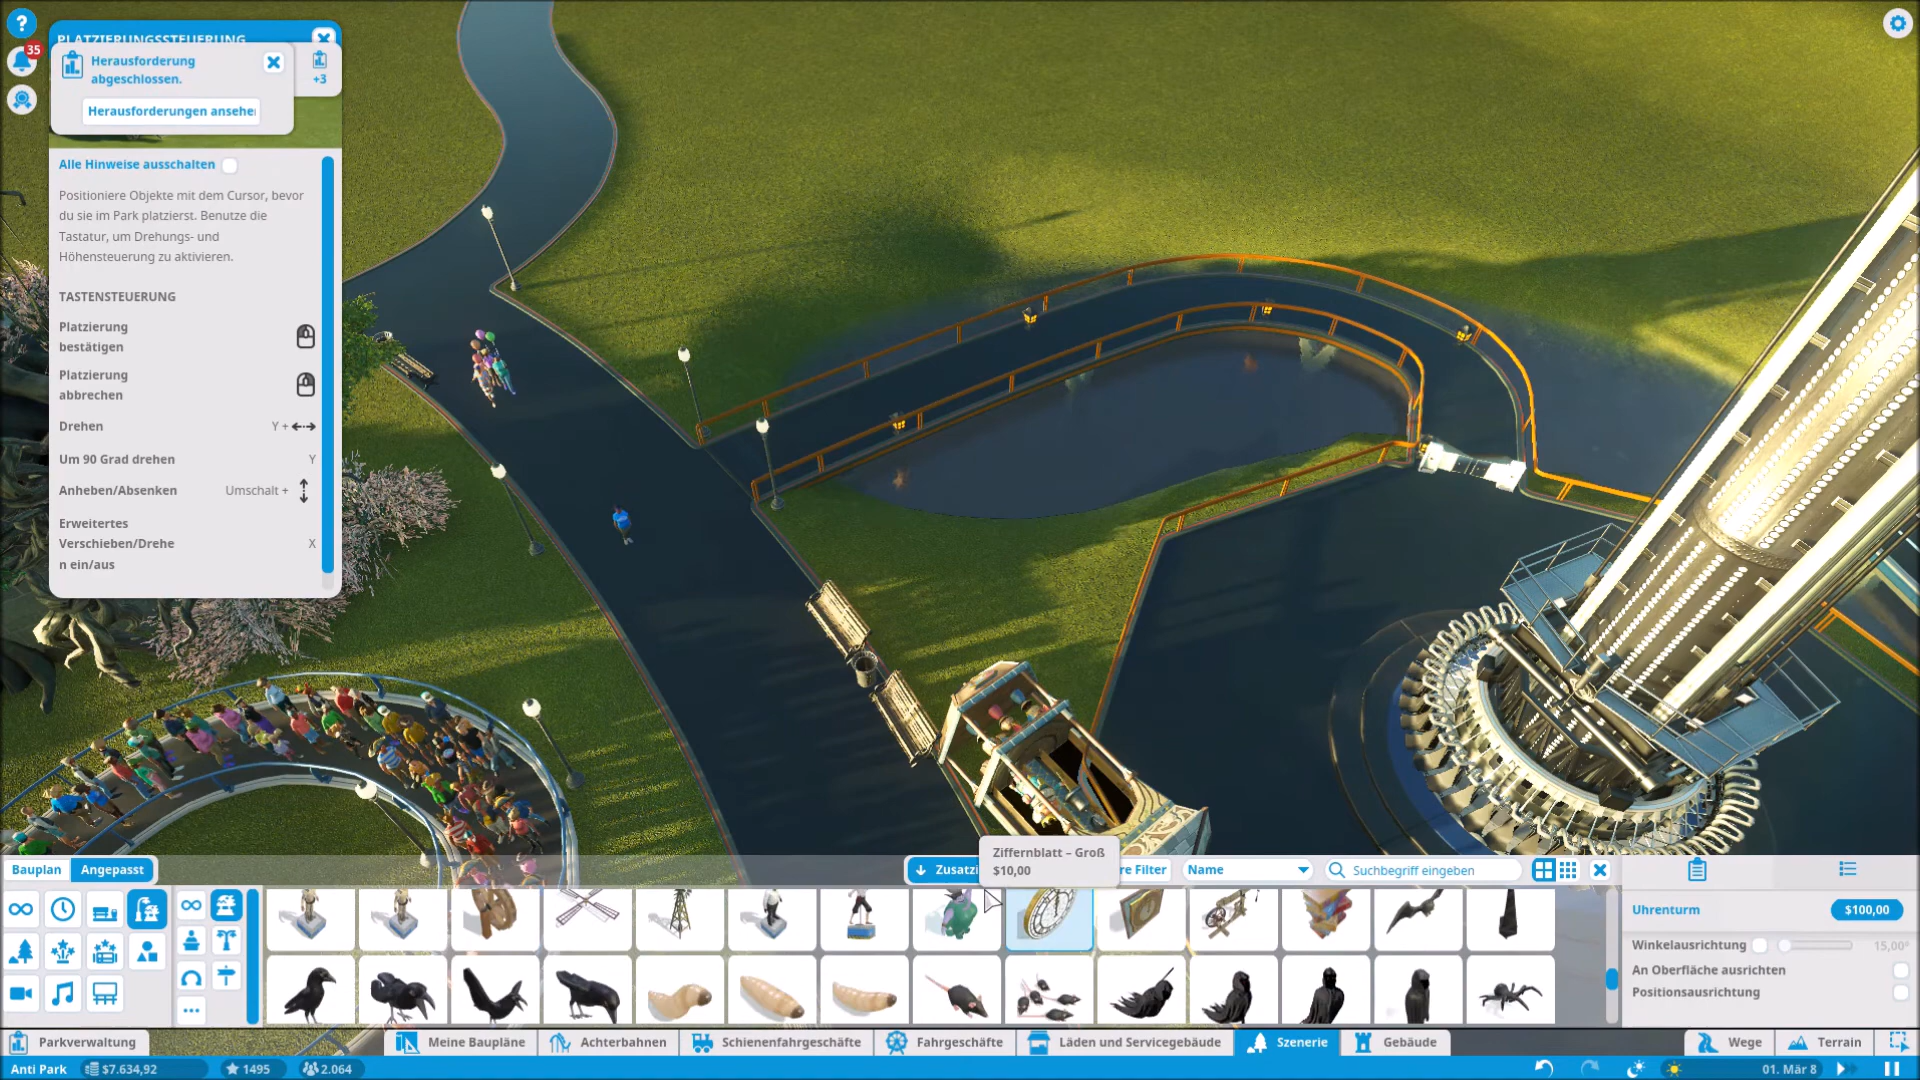 ?
35
PLATZIERUNGSSTEUERUNG
Herausforderung
abgeschlossen.
Herausforderungen ansehe
+3
Alle Hinweise ausschalten
Positioniere Objekte mit dem Cursor, bevor
du sie im Park platzierst. Benutze die
Tastatur, um Drehungs- und
Höhensteuerung zu aktivieren.
TASTENSTEUERUNG
Platzierung
bestätigen
Platzierung
abbrechen
Drehen Y +
Um 90 Grad drehen Y
Anheben/Absenken Umschalt +
Erweitertes
Verschieben/Drehe
n ein/aus X
Bauplan
Angepasst
Zusatzi
Ziffernblatt – Groß
$10,00
re Filter
Name
Suchbegriff eingeben
Uhrenturm $100,00
Winkelausrichtung 15,00°
An Oberfläche ausrichten
Positionsausrichtung
Parkverwaltung
Meine Baupläne
Achterbahnen
Schienenfahrgeschäfte
Fahrgeschäfte
Läden und Servicegebäude
Szenerie
Gebäude
Wege
Terrain
Anti Park
$7.634,92
1495
2.064
01. Mär 8